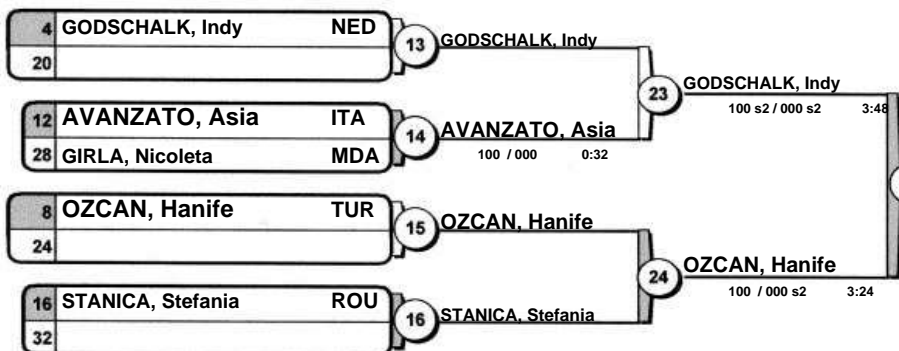 4 GODSCHALK, Indy NED
20
13 GODSCHALK, Indy
12 AVANZATO, Asia ITA
28 GIRLA, Nicoleta MDA
14 AVANZATO, Asia
100 / 000 0:32
23 GODSCHALK, Indy
100 s2 / 000 s2 3:48
8 OZCAN, Hanife TUR
24
15 OZCAN, Hanife
16 STANICA, Stefania ROU
32
16 STANICA, Stefania
24 OZCAN, Hanife
100 / 000 s2 3:24